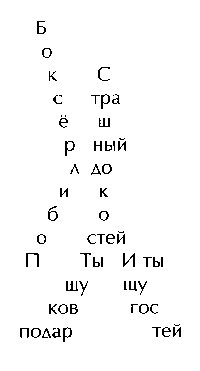 Б
о
к С
с тра
ё ш
р ный
л до
и к
б о
о стей
П Ты И ты
щу щу
ков гос
подар тей